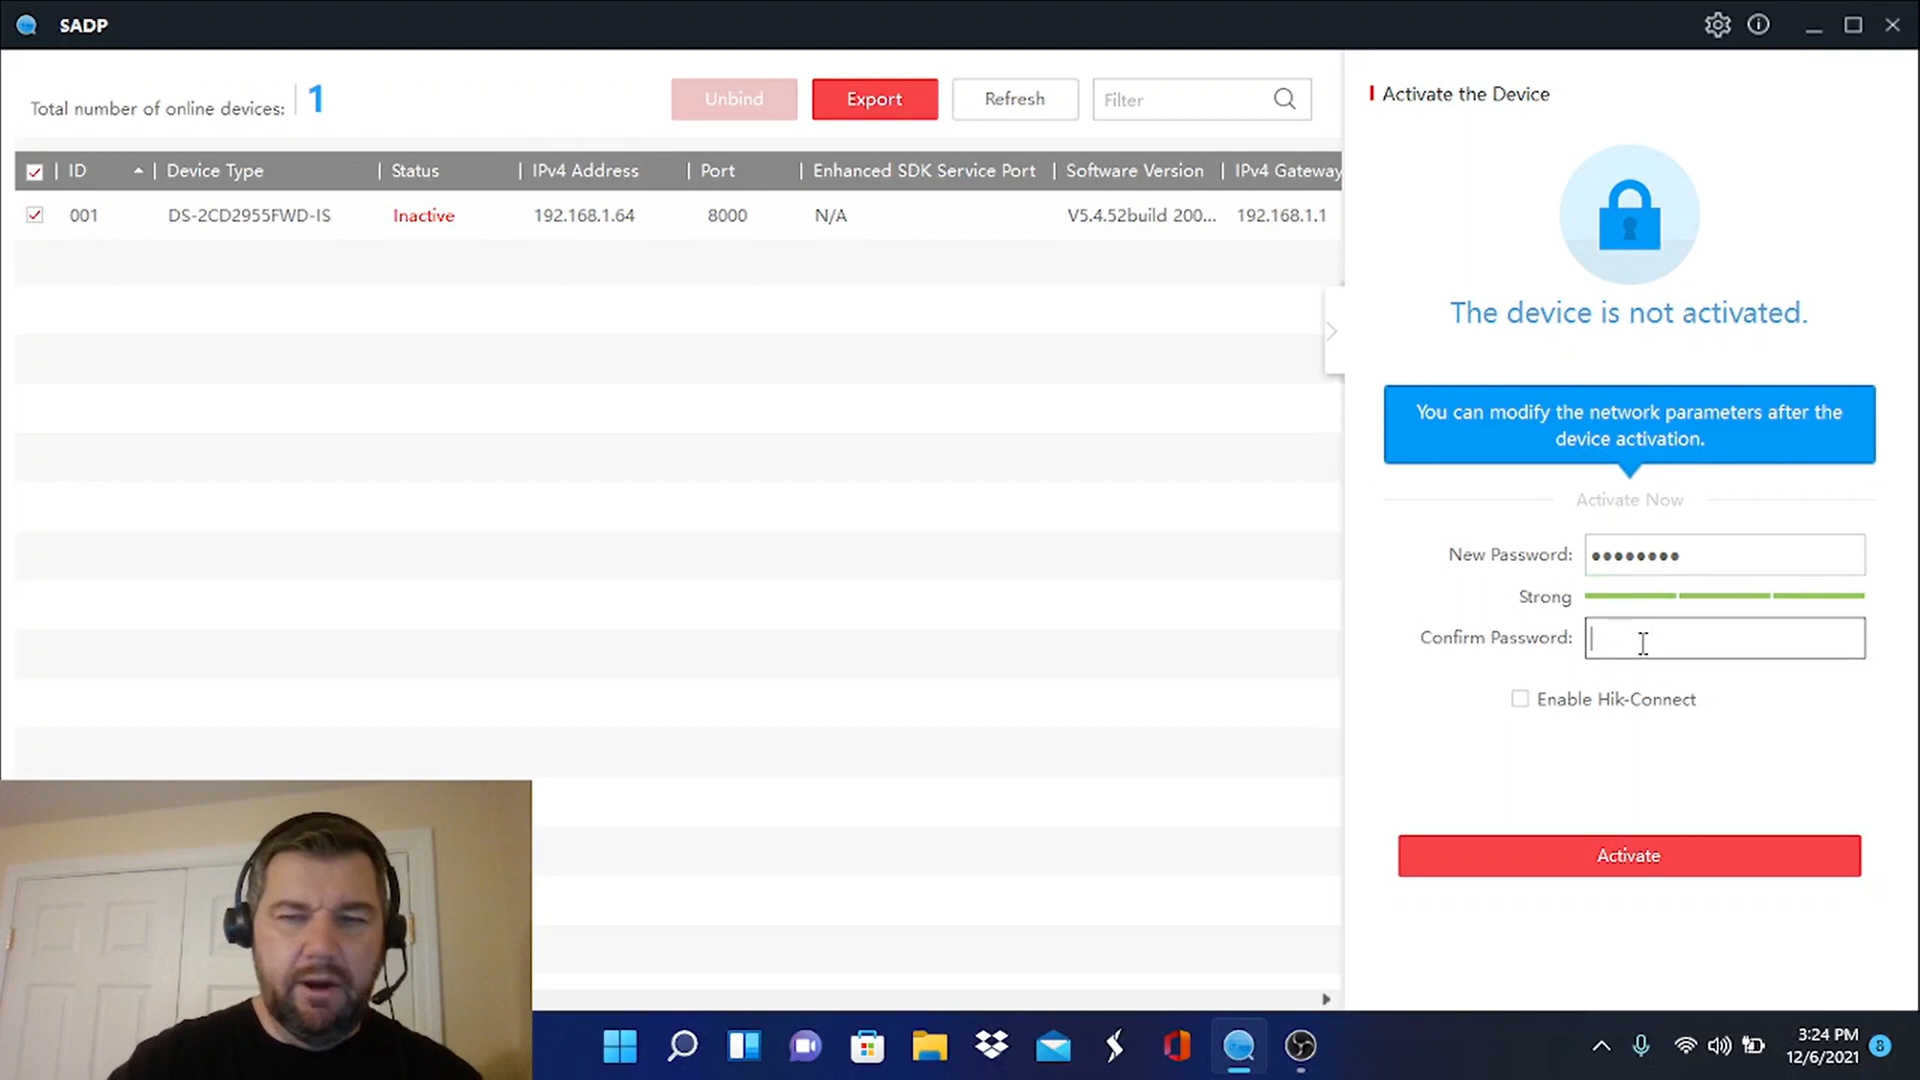 SADP
Total number of online devices: 1
Unbind
Export
Refresh
Filter
ID
Device Type
Status
IPv4 Address
Port
Enhanced SDK Service Port
Software Version
IPv4 Gateway
001
DS-2CD2955FWD-IS
Inactive
192.168.1.64
8000
N/A
V5.4.52build 200...
192.168.1.1
Activate the Device
The device is not activated.
You can modify the network parameters after the
device activation.
Activate Now
New Password: ••••••••
Strong
Confirm Password:
Enable Hik-Connect
Activate
3:24 PM
12/6/2021
8